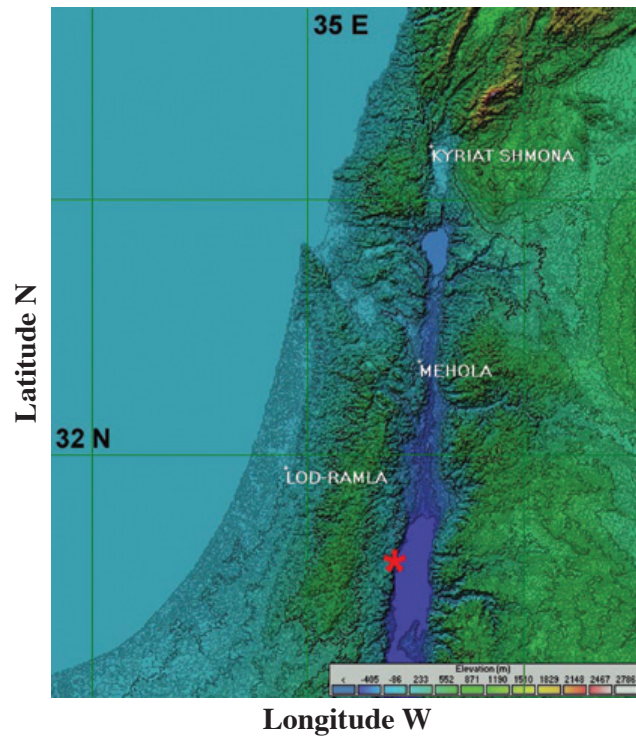 35 E
KYRIAT SHMONA
Latitude N
MEHOLA
32 N
LOD-RAMLA
Elevation (m)
< -405 -86 233 552 871 1190 1510 1829 2148 2467 2786
Longitude W